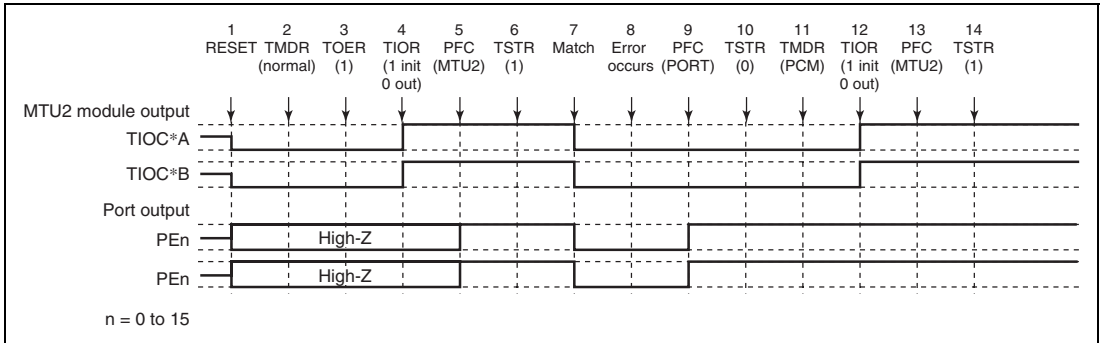 1 2 3 4 5 6 7 8 9 10 11 12 13 14
RESET TMDR TOER TIOR PFC TSTR Match Error PFC TSTR TMDR TIOR PFC TSTR
(normal) (1) (1 init (MTU2) (1) occurs (PORT) (0) (PCM) (1 init (MTU2) (1)
0 out) 0 out)
MTU2 module output
TIOC*A
TIOC*B
Port output
PEn High-Z
PEn High-Z
n = 0 to 15